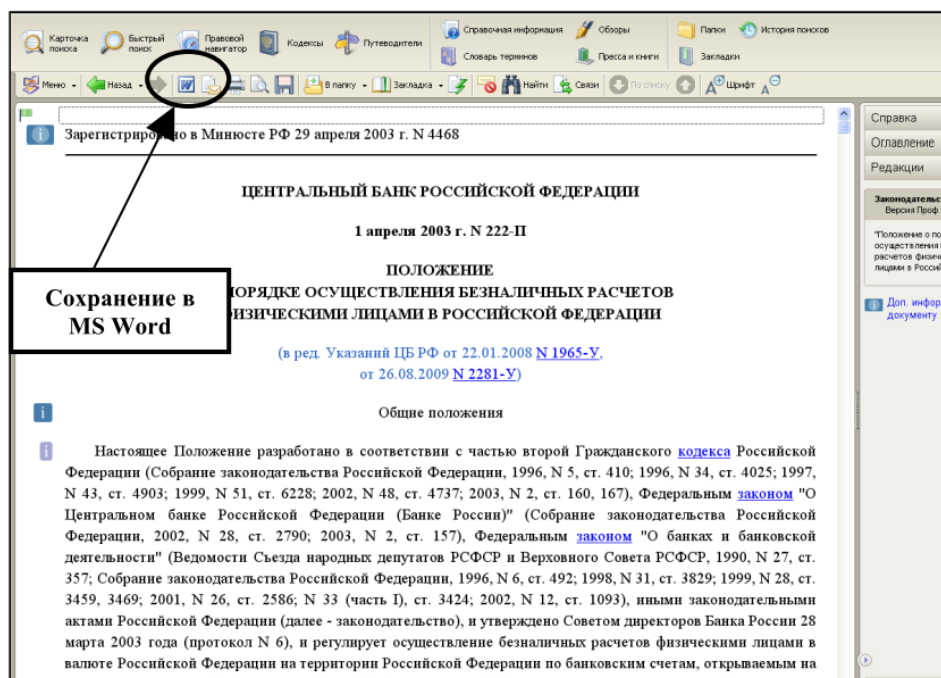 Карточка поиска
Быстрый поиск
Правовой навигатор
Кодексы
Путеводители
Справочная информация
Словарь терминов
Обзоры
Пресса и книги
Папки
Закладки
История поисков
Меню
Назад
В папку
Закладка
Найти
Связи
По списку
Шрифт
Зарегистрировано в Минюсте РФ 29 апреля 2003 г. N 4468
ЦЕНТРАЛЬНЫЙ БАНК РОССИЙСКОЙ ФЕДЕРАЦИИ
1 апреля 2003 г. N 222-П
ПОЛОЖЕНИЕ
ПОРЯДКЕ ОСУЩЕСТВЛЕНИЯ БЕЗНАЛИЧНЫХ РАСЧЕТОВ
ФИЗИЧЕСКИМИ ЛИЦАМИ В РОССИЙСКОЙ ФЕДЕРАЦИИ
Сохранение в
MS Word
(в ред. Указаний ЦБ РФ от 22.01.2008 N 1965-У,
от 26.08.2009 N 2281-У)
Общие положения
Настоящее Положение разработано в соответствии с частью второй Гражданского кодекса Российской
Федерации (Собрание законодательства Российской Федерации, 1996, N 5, ст. 410; 1996, N 34, ст. 4025; 1997,
N 43, ст. 4903; 1999, N 51, ст. 6228; 2002, N 48, ст. 4737; 2003, N 2, ст. 160, 167), Федеральным законом "О
Центральном банке Российской Федерации (Банке России)" (Собрание законодательства Российской
Федерации, 2002, N 28, ст. 2790; 2003, N 2, ст. 157), Федеральным законом "О банках и банковской
деятельности" (Ведомости Съезда народных депутатов РСФСР и Верховного Совета РСФСР, 1990, N 27, ст.
357; Собрание законодательства Российской Федерации, 1996, N 6, ст. 492; 1998, N 31, ст. 3829; 1999, N 28, ст.
3459, 3469; 2001, N 26, ст. 2586; N 33 (часть I), ст. 3424; 2002, N 12, ст. 1093), иными законодательными
актами Российской Федерации (далее - законодательство), и утверждено Советом директоров Банка России 28
марта 2003 года (протокол N 6), и регулирует осуществление безналичных расчетов физическими лицами в
валюте Российской Федерации на территории Российской Федерации по банковским счетам, открываемым на
Справка
Оглавление
Редакции
Законодательс
Версия Проф
"Положение о по
осуществления
расчетов физиче
лицами в Россий
Доп. инфор
документу